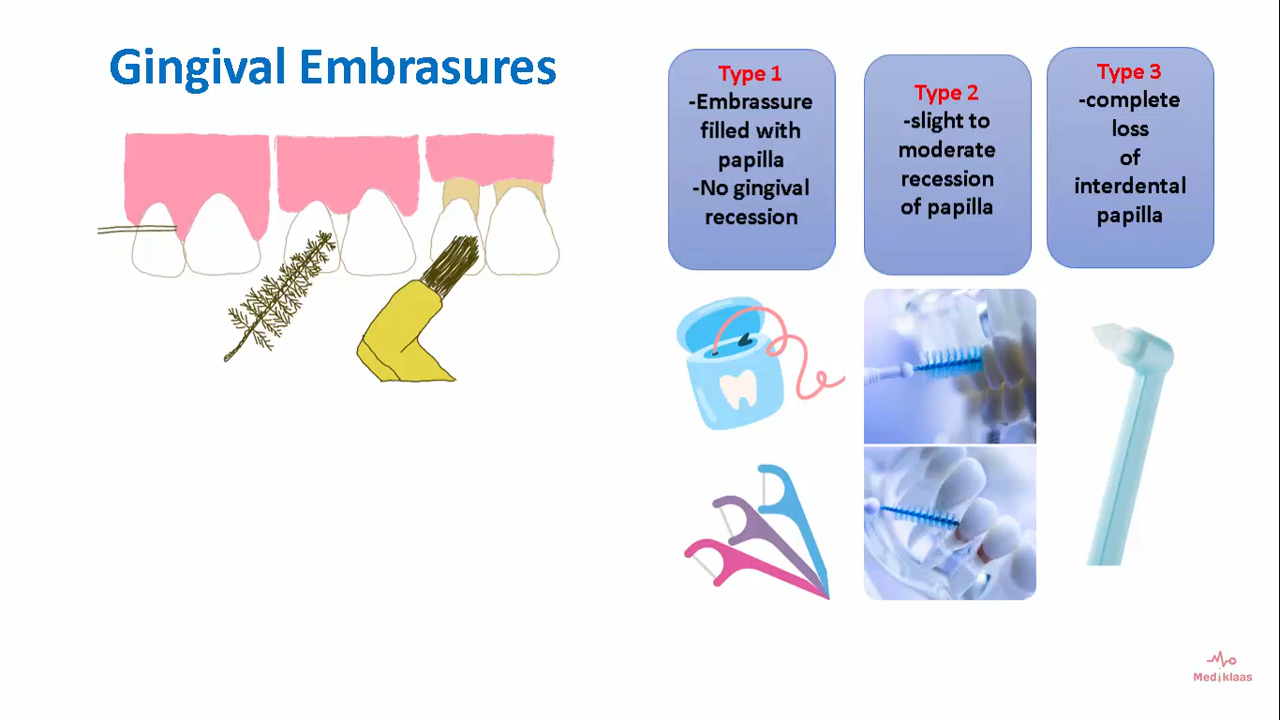 Gingival Embrasures
Type 1
-Embrassure
filled with
papilla
-No gingival
recession
Type 2
-slight to
moderate
recession
of papilla
Type 3
-complete
loss
of
interdental
papilla
Mediklaas